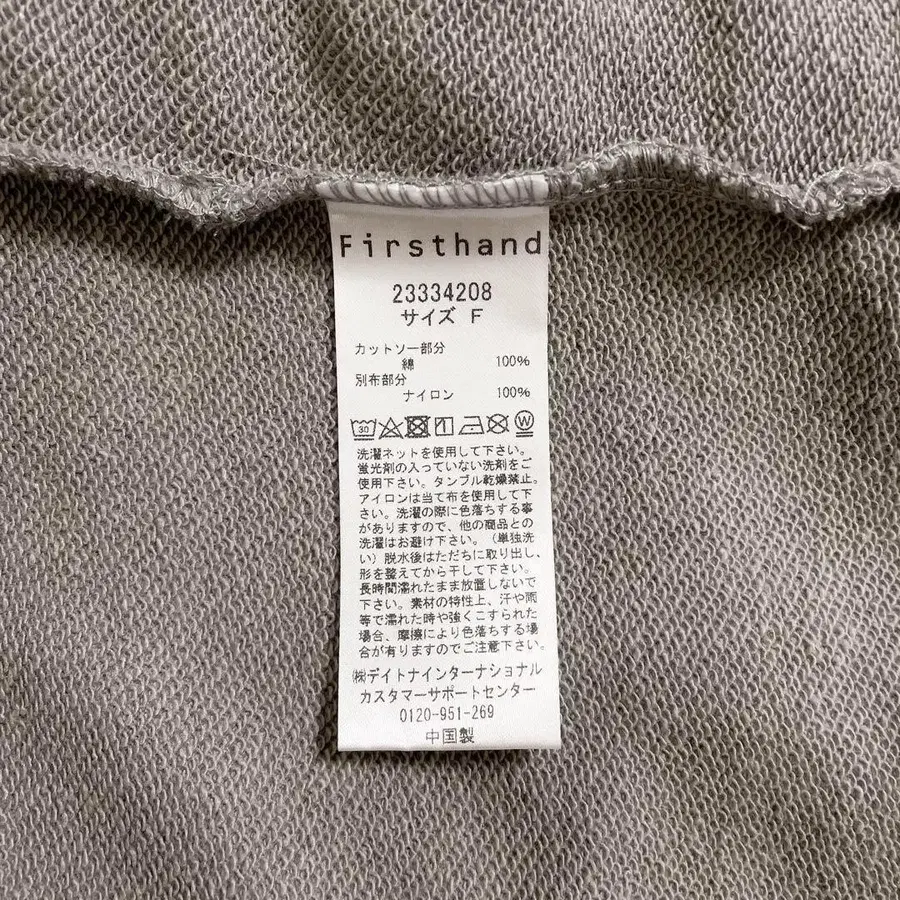 Firsthand
23334208
サイズ F
カットソー部分
綿 100%
別布部分
ナイロン 100%
30 W
洗濯ネットを使用して下さい。
蛍光剤の入っていない洗剤をご
使用下さい。タンブル乾燥禁止。
アイロンは当て布を使用して下
さい。洗濯の際に色落ちする事
がありますので、他の商品との
洗濯はお避け下さい。（単独洗
い）脱水後はただちに取り出し、
形を整えてから干して下さい。
長時間濡れたまま放置しないで
下さい。素材の特性上、汗や雨
等で濡れた時や強くこすられた
場合、摩擦により色落ちする場
合が有りますのでご注意下さい。
㈱デイトナインターナショナル
カスタマーサポートセンター
0120-951-269
中国製